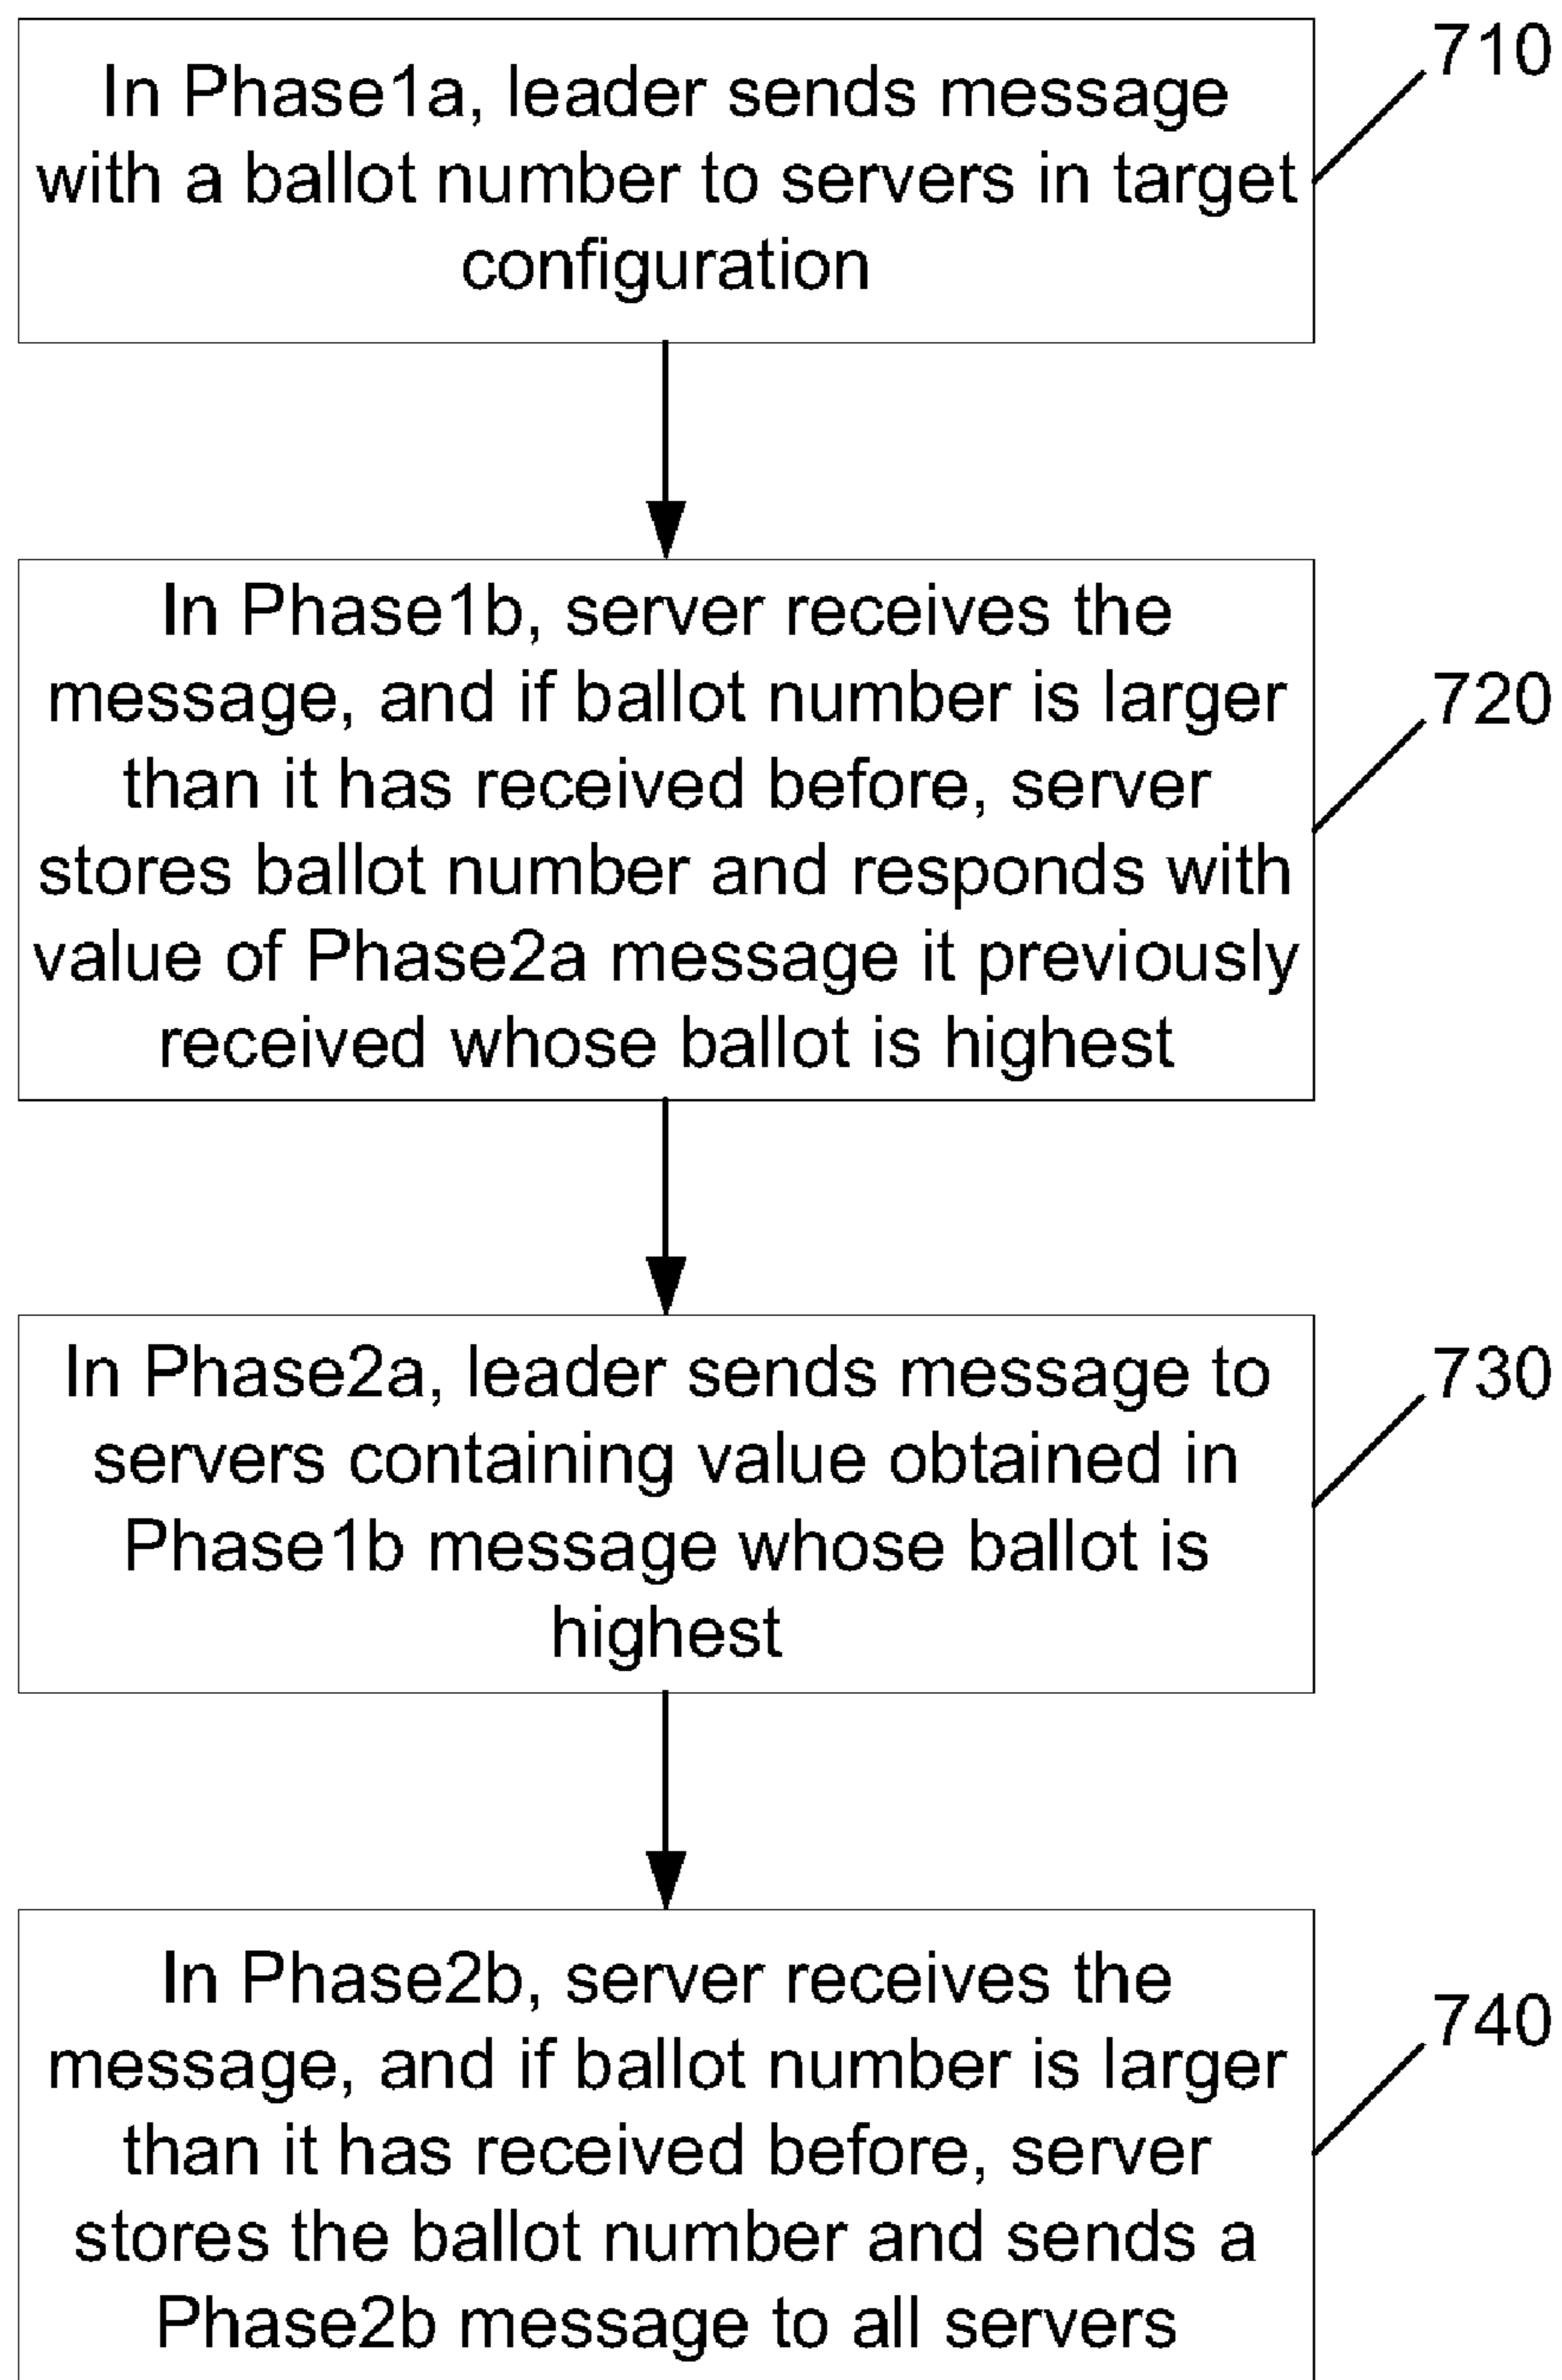 In Phase1a, leader sends message
with a ballot number to servers in target
configuration
710
In Phase1b, server receives the
message, and if ballot number is larger
than it has received before, server
stores ballot number and responds with
value of Phase2a message it previously
received whose ballot is highest
720
In Phase2a, leader sends message to
servers containing value obtained in
Phase1b message whose ballot is
highest
730
In Phase2b, server receives the
message, and if ballot number is larger
than it has received before, server
stores the ballot number and sends a
Phase2b message to all servers
740